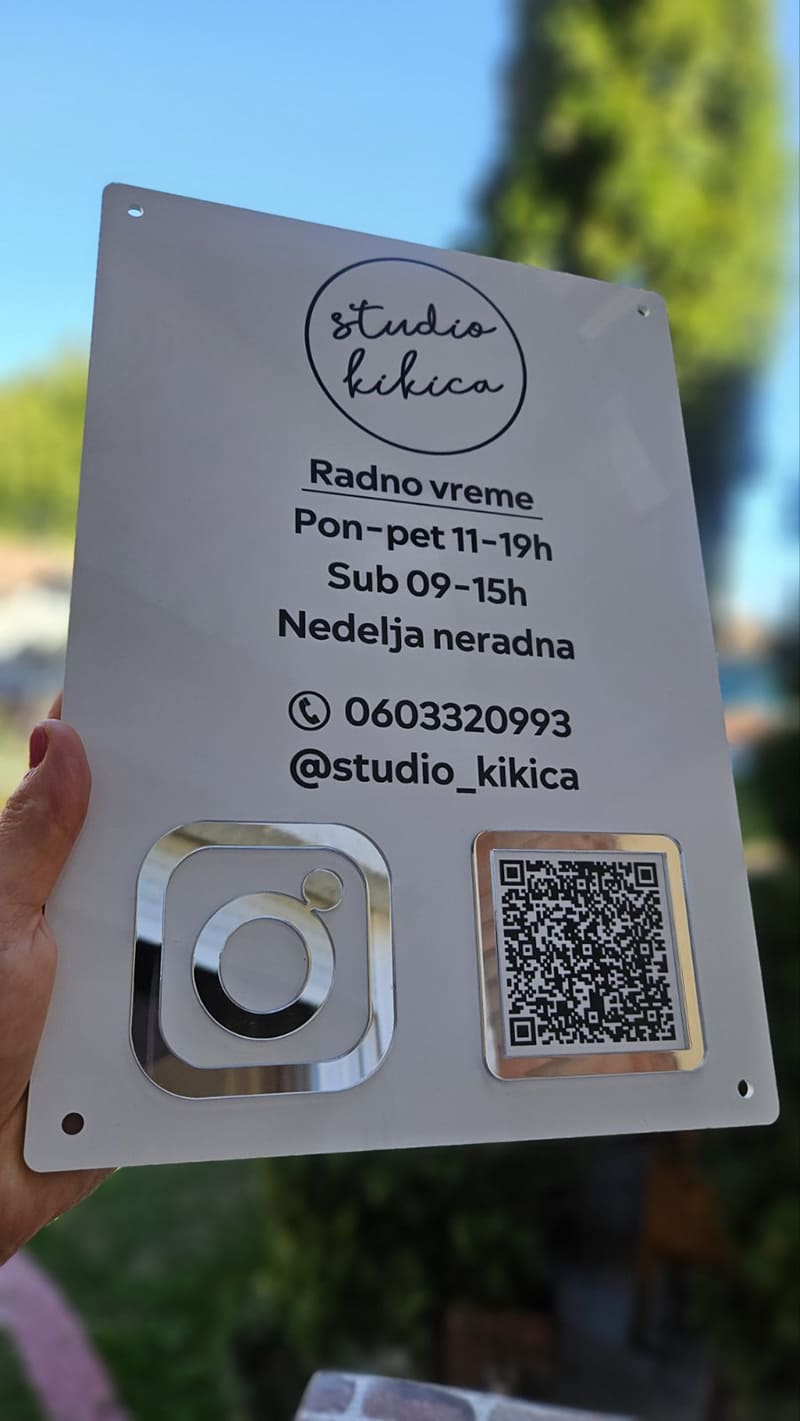 studio
kikica
Radno vreme
Pon-pet 11-19h
Sub 09-15h
Nedelja neradna
0603320993
@studio_kikica